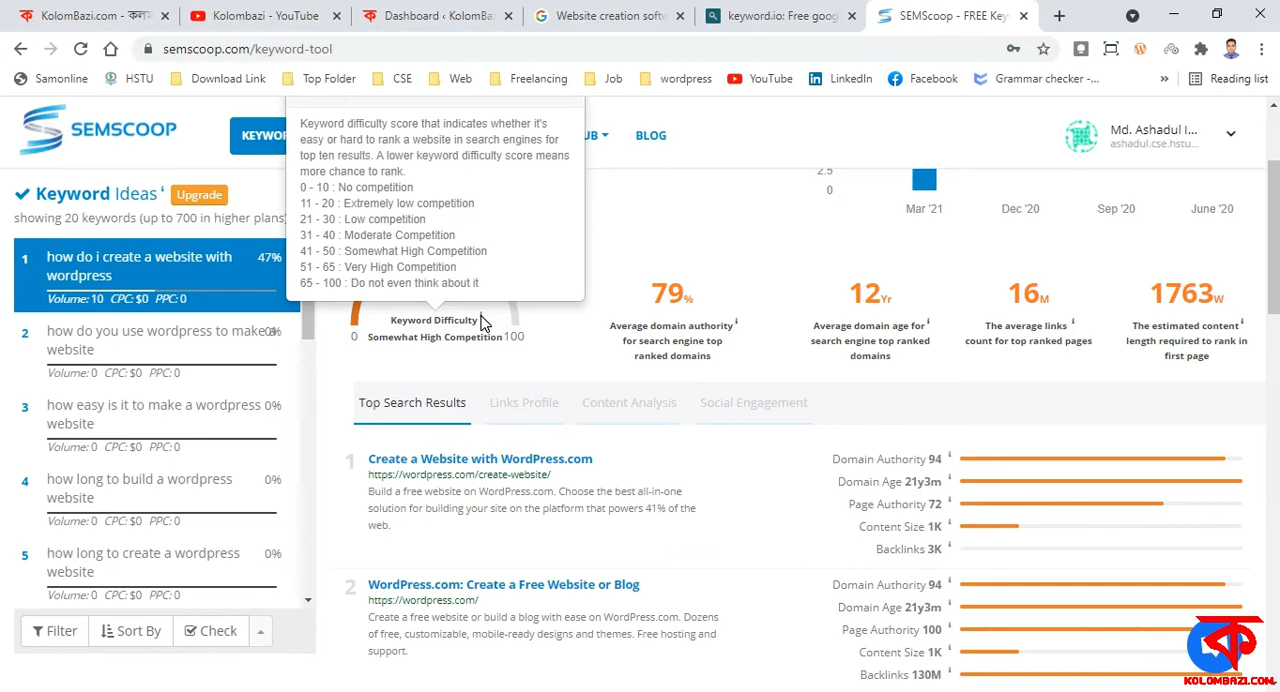 KolomBazi.com - কলম
Kolombazi - YouTube
Dashboard ‹ KolomBa
Website creation softw
keyword.io: Free goog
SEMScoop - FREE Key
semscoop.com/keyword-tool
Samonline
HSTU
Download Link
Top Folder
CSE
Web
Freelancing
Job
wordpress
YouTube
LinkedIn
Facebook
Grammar checker -...
»
Reading list
SEMSCOOP
KEYWOR
UB
BLOG
Md. Ashadul I...
ashadul.cse.hstu...
Keyword difficulty score that indicates whether it's
easy or hard to rank a website in search engines for
top ten results. A lower keyword difficulty score means
more chance to rank.
0 - 10 : No competition
11 - 20 : Extremely low competition
21 - 30 : Low competition
31 - 40 : Moderate Competition
41 - 50 : Somewhat High Competition
51 - 65 : Very High Competition
65 - 100 : Do not even think about it
Keyword Ideas i Upgrade
showing 20 keywords (up to 700 in higher plans)
1 how do i create a website with 47%
wordpress
Volume: 10 CPC: $0 PPC: 0
2 how do you use wordpress to make a 0%
website
Volume: 0 CPC: $0 PPC: 0
3 how easy is it to make a wordpress 0%
website
Volume: 0 CPC: $0 PPC: 0
4 how long to build a wordpress 0%
website
Volume: 0 CPC: $0 PPC: 0
5 how long to create a wordpress 0%
website
Volume: 0 CPC: $0 PPC: 0
Filter
Sort By
Check
2.5
0
Mar '21
Dec '20
Sep '20
June '20
Keyword Difficulty
0 Somewhat High Competition 100
79%
Average domain authority
for search engine top
ranked domains
12Yr
Average domain age for
search engine top ranked
domains
16M
The average links
count for top ranked pages
1763W
The estimated content
length required to rank in
first page
Top Search Results
Links Profile
Content Analysis
Social Engagement
1 Create a Website with WordPress.com
https://wordpress.com/create-website/
Build a free website on WordPress.com. Choose the best all-in-one
solution for building your site on the platform that powers 41% of the
web.
Domain Authority 94
Domain Age 21y3m
Page Authority 72
Content Size 1K
Backlinks 3K
2 WordPress.com: Create a Free Website or Blog
https://wordpress.com/
Create a free website or build a blog with ease on WordPress.com. Dozens
of free, customizable, mobile-ready designs and themes. Free hosting and
support.
Domain Authority 94
Domain Age 21y3m
Page Authority 100
Content Size 1K
Backlinks 130M
ক
KOLOMBAZI.COM